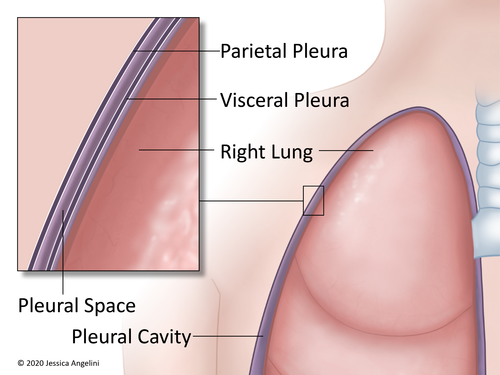 Parietal Pleura
Visceral Pleura
Right Lung
Pleural Space
Pleural Cavity
© 2020 Jessica Angelini